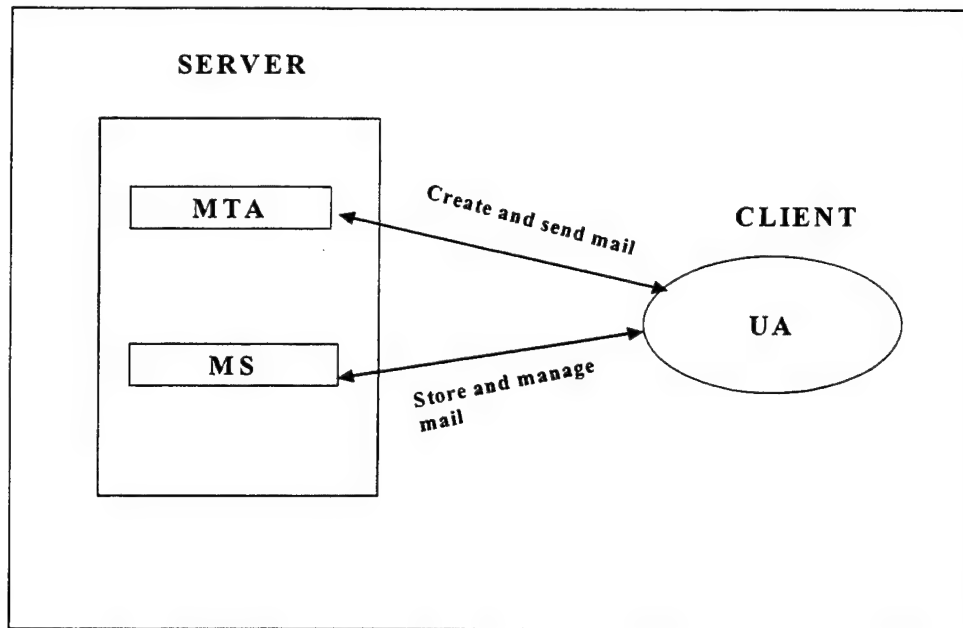 SERVER
MTA
Create and send mail
CLIENT
UA
MS
Store and manage
mail